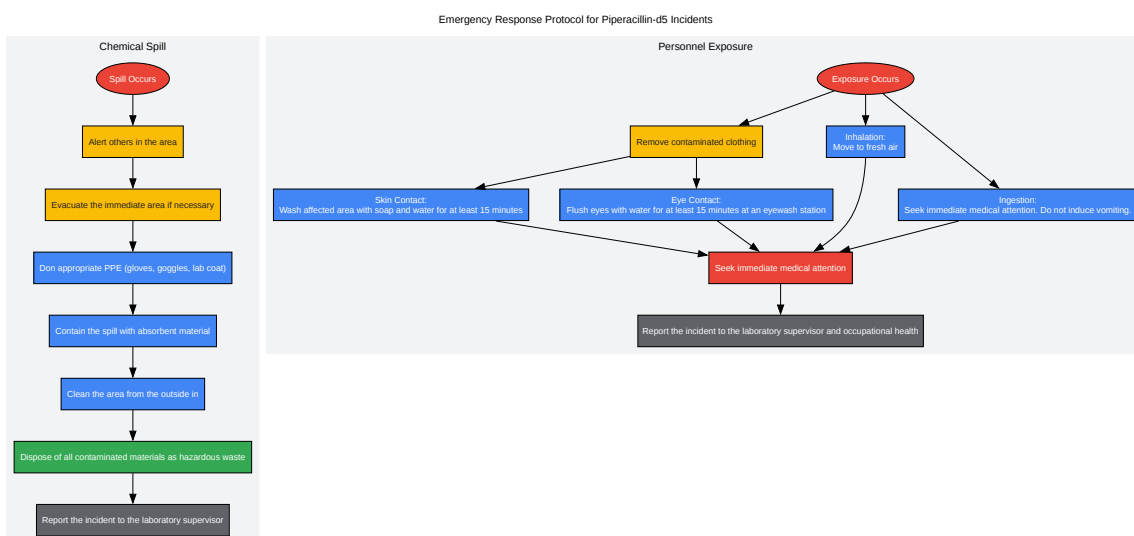 Emergency Response Protocol for Piperacillin-d5 Incidents
Chemical Spill
Spill Occurs
Alert others in the area
Evacuate the immediate area if necessary
Don appropriate PPE (gloves, goggles, lab coat)
Contain the spill with absorbent material
Clean the area from the outside in
Dispose of all contaminated materials as hazardous waste
Report the incident to the laboratory supervisor
Personnel Exposure
Exposure Occurs
Remove contaminated clothing
Inhalation:
Move to fresh air
Skin Contact:
Wash affected area with soap and water for at least 15 minutes
Eye Contact:
Flush eyes with water for at least 15 minutes at an eyewash station
Ingestion:
Seek immediate medical attention. Do not induce vomiting.
Seek immediate medical attention
Report the incident to the laboratory supervisor and occupational health